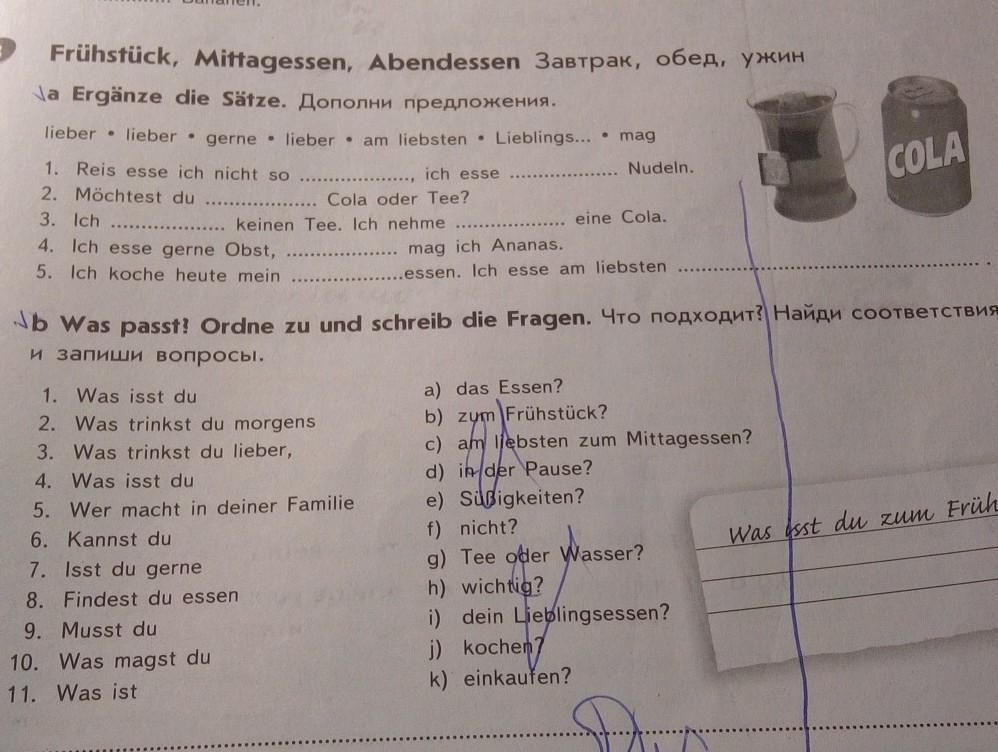 Frühstück, Mittagessen, Abendessen Завтрак, обед, ужин
a Ergänze die Sätze. Дополни предложения.
lieber • lieber • gerne • lieber • am liebsten • Lieblings... • mag
1. Reis esse ich nicht so ................., ich esse ................. Nudeln.
2. Möchtest du ................. Cola oder Tee?
3. Ich ................. keinen Tee. Ich nehme ................. eine Cola.
4. Ich esse gerne Obst, ................. mag ich Ananas.
5. Ich koche heute mein .................essen. Ich esse am liebsten ................. .
COLA
b Was passt? Ordne zu und schreib die Fragen. Что подходит? Найди соответствия
и запиши вопросы.
1. Was isst du
2. Was trinkst du morgens
3. Was trinkst du lieber,
4. Was isst du
5. Wer macht in deiner Familie
6. Kannst du
7. Isst du gerne
8. Findest du essen
9. Musst du
10. Was magst du
11. Was ist
a) das Essen?
b) zum Frühstück?
c) am liebsten zum Mittagessen?
d) in der Pause?
e) Süßigkeiten?
f) nicht?
g) Tee oder Wasser?
h) wichtig?
i) dein Lieblingsessen?
j) kochen?
k) einkaufen?
Was isst du zum Früh